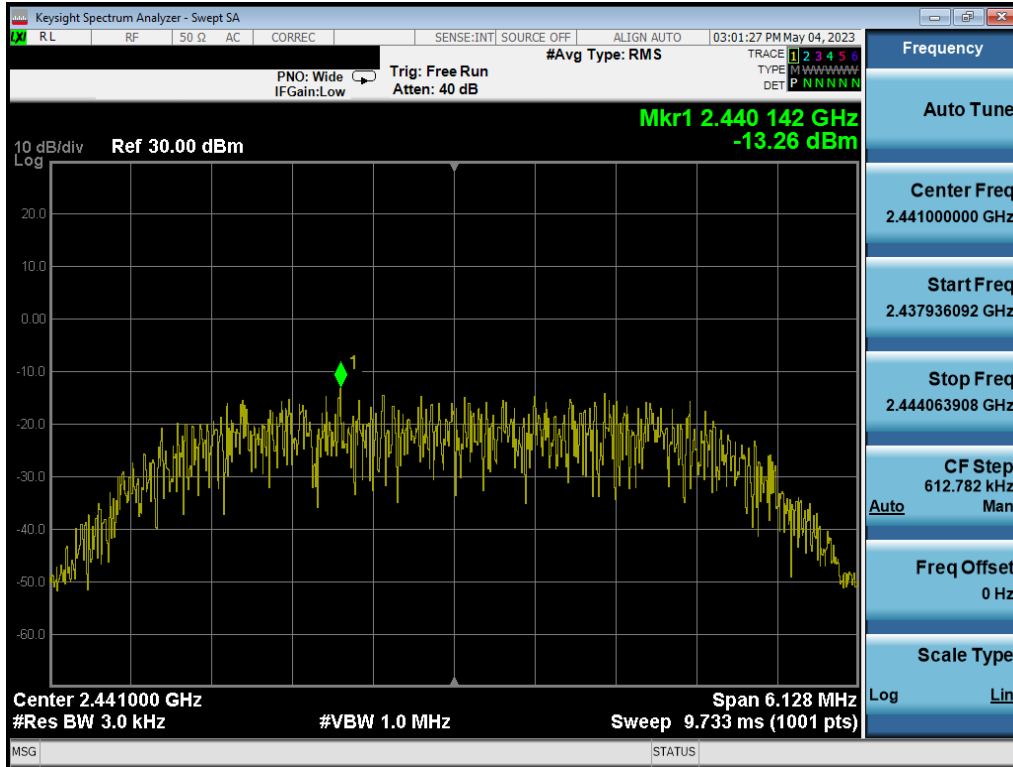 Keysight Spectrum Analyzer - Swept SA
LXI RL RF 50 Ω AC CORREC SENSE:INT SOURCE OFF ALIGN AUTO 03:01:27 PM May 04, 2023
#Avg Type: RMS
TRACE 1 2 3 4 5 6
PNO: Wide Trig: Free Run TYPE M WWWWW
IFGain:Low Atten: 40 dB DET P N N N N N
Mkr1 2.440 142 GHz
-13.26 dBm
10 dB/div Ref 30.00 dBm
Log
20.0
10.0
0.00
-10.0
-20.0
-30.0
-40.0
-50.0
-60.0
1
Center 2.441000 GHz Span 6.128 MHz
#Res BW 3.0 kHz #VBW 1.0 MHz Sweep 9.733 ms (1001 pts)
MSG STATUS
Frequency
Auto Tune
Center Freq
2.441000000 GHz
Start Freq
2.437936092 GHz
Stop Freq
2.444063908 GHz
CF Step
612.782 kHz
Auto Man
Freq Offset
0 Hz
Scale Type
Log Lin